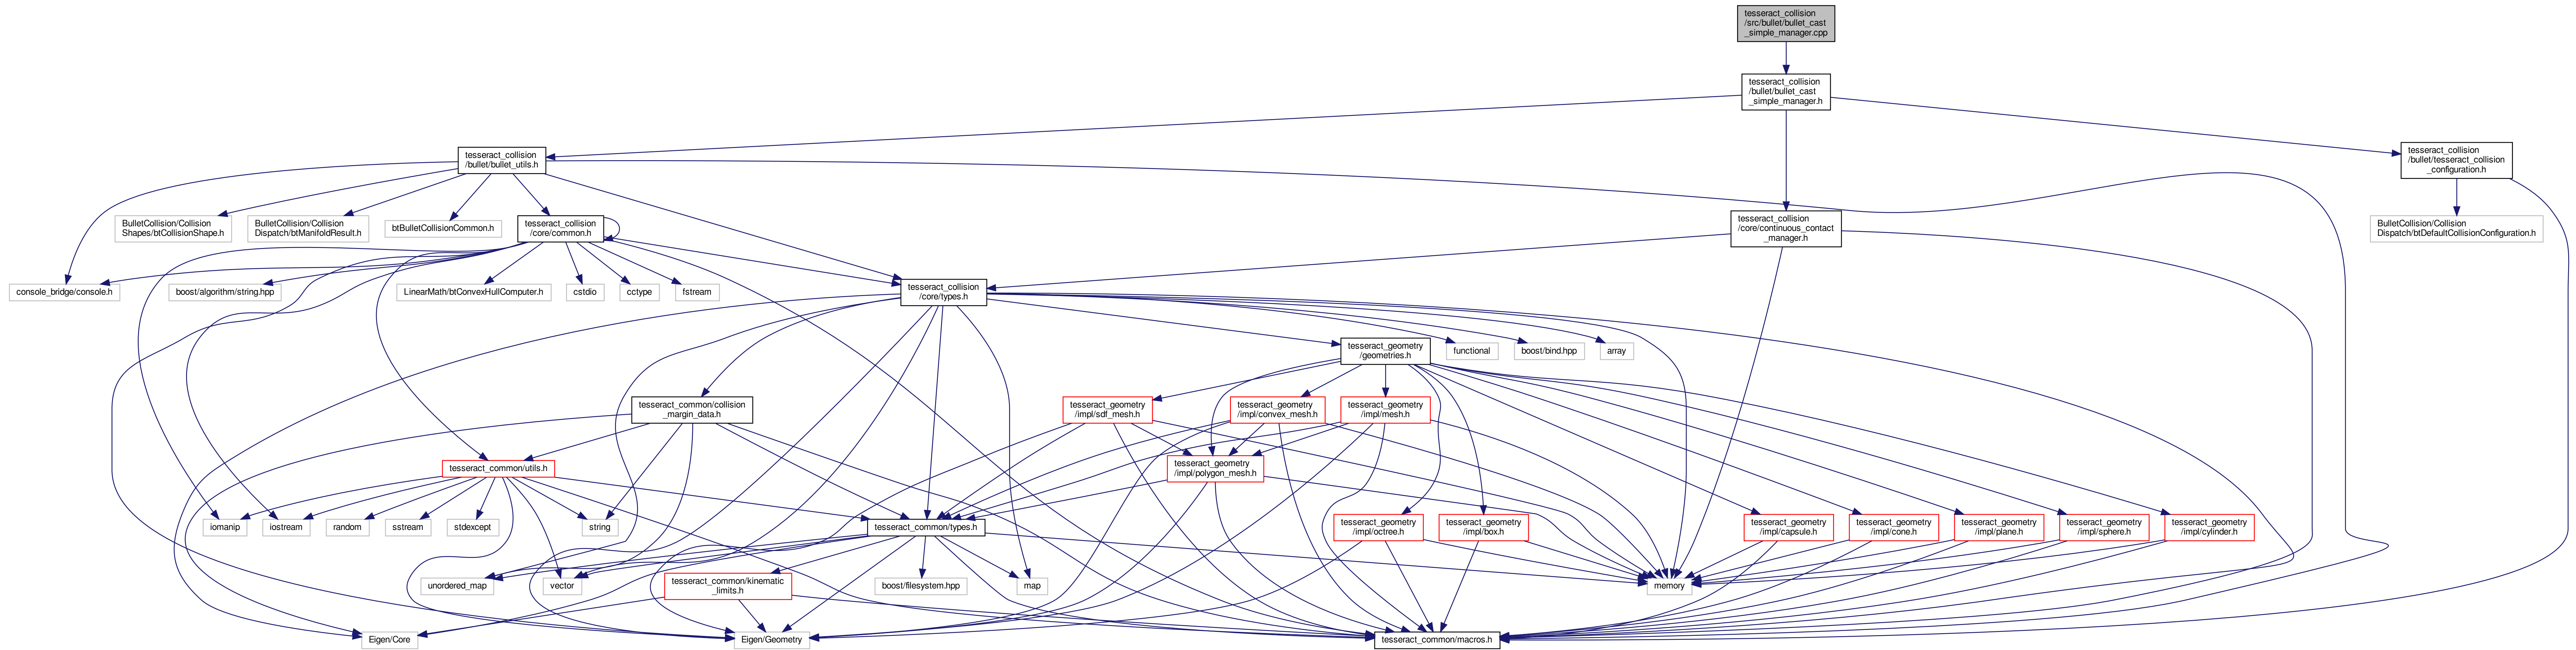 tesseract_collision
/src/bullet/bullet_cast
_simple_manager.cpp
tesseract_collision
/bullet/bullet_cast
_simple_manager.h
tesseract_collision
/bullet/bullet_utils.h
tesseract_collision
/bullet/tesseract_collision
_configuration.h
BulletCollision/Collision
Shapes/btCollisionShape.h
BulletCollision/Collision
Dispatch/btManifoldResult.h
btBulletCollisionCommon.h
tesseract_collision
/core/common.h
tesseract_collision
/core/continuous_contact
_manager.h
BulletCollision/Collision
Dispatch/btDefaultCollisionConfiguration.h
console_bridge/console.h
boost/algorithm/string.hpp
LinearMath/btConvexHullComputer.h
cstdio
cctype
fstream
tesseract_collision
/core/types.h
tesseract_geometry
/geometries.h
functional
boost/bind.hpp
array
tesseract_common/collision
_margin_data.h
tesseract_geometry
/impl/sdf_mesh.h
tesseract_geometry
/impl/convex_mesh.h
tesseract_geometry
/impl/mesh.h
tesseract_common/utils.h
tesseract_geometry
/impl/polygon_mesh.h
iomanip
iostream
random
sstream
stdexcept
string
tesseract_common/types.h
tesseract_geometry
/impl/octree.h
tesseract_geometry
/impl/box.h
tesseract_geometry
/impl/capsule.h
tesseract_geometry
/impl/cone.h
tesseract_geometry
/impl/plane.h
tesseract_geometry
/impl/sphere.h
tesseract_geometry
/impl/cylinder.h
unordered_map
vector
tesseract_common/kinematic
_limits.h
boost/filesystem.hpp
map
memory
Eigen/Core
Eigen/Geometry
tesseract_common/macros.h